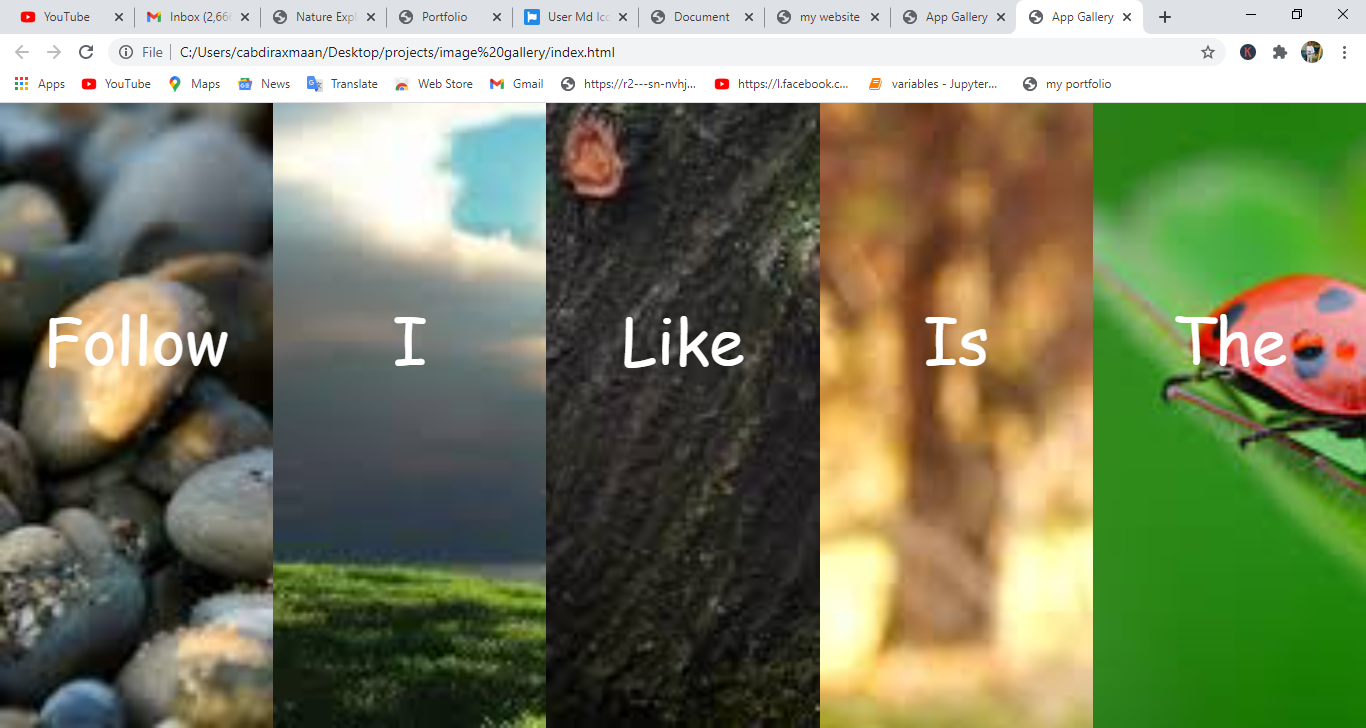 YouTube
Inbox (2,66
Nature Expl
Portfolio
User Md Ico
Document
my website
App Gallery
App Gallery
File
C:/Users/cabdiraxmaan/Desktop/projects/image%20gallery/index.html
K
Apps
YouTube
Maps
News
Translate
Web Store
Gmail
https://r2---sn-nvhj...
https://l.facebook.c...
variables - Jupyter...
my portfolio
Follow
I
Like
Is
The